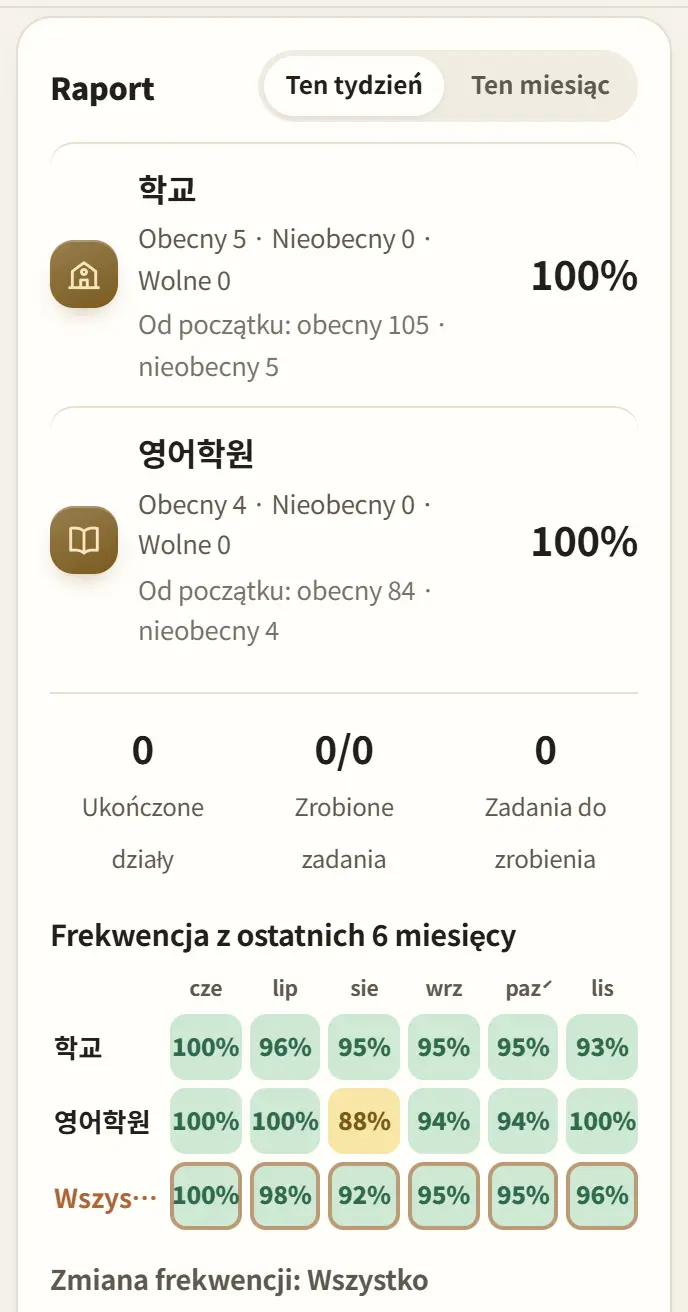 Raport
Ten tydzień
Ten miesiąc
학교
Obecny 5 · Nieobecny 0 ·
Wolne 0
100%
Od początku: obecny 105 ·
nieobecny 5
영어학원
Obecny 4 · Nieobecny 0 ·
Wolne 0
100%
Od początku: obecny 84 ·
nieobecny 4
0 0/0 0
Ukończone Zrobione Zadania do
działy zadania zrobienia
Frekwencja z ostatnich 6 miesięcy
cze lip sie wrz paź lis
학교 100% 96% 95% 95% 95% 93%
영어학원 100% 100% 88% 94% 94% 100%
Wszys··· 100% 98% 92% 95% 95% 96%
Zmiana frekwencji: Wszystko